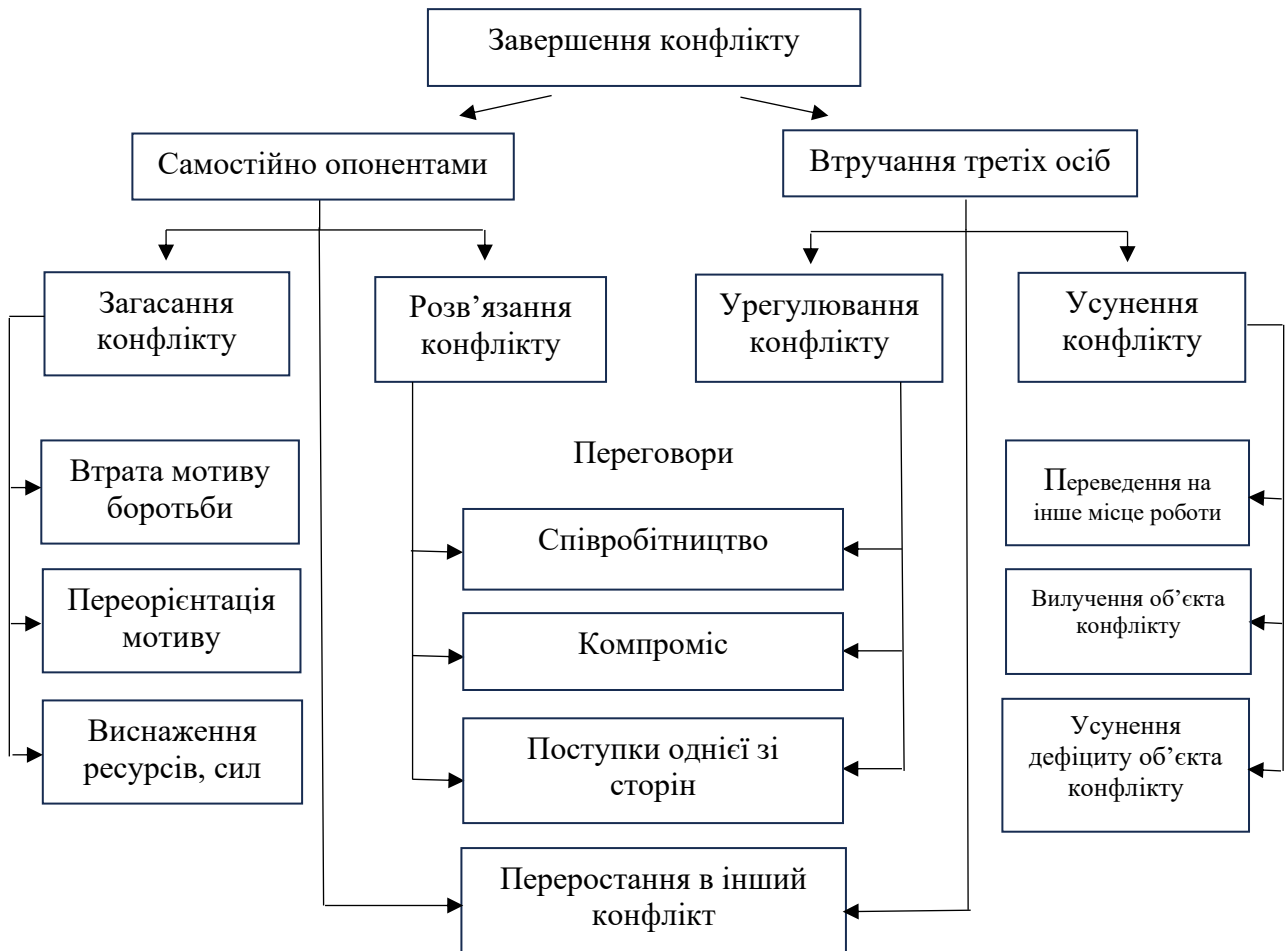 Завершення конфлікту
Самостійно опонентами
Втручання третіх осіб
Загасання
конфлікту
Розв’язання
конфлікту
Урегулювання
конфлікту
Усунення
конфлікту
Втрата мотиву
боротьби
Переорієнтація
мотиву
Виснаження
ресурсів, сил
Переговори
Співробітництво
Компроміс
Поступки однієї зі
сторін
Переростання в інший
конфлікт
Переведення на
інше місце роботи
Вилучення об’єкта
конфлікту
Усунення
дефіциту об’єкта
конфлікту